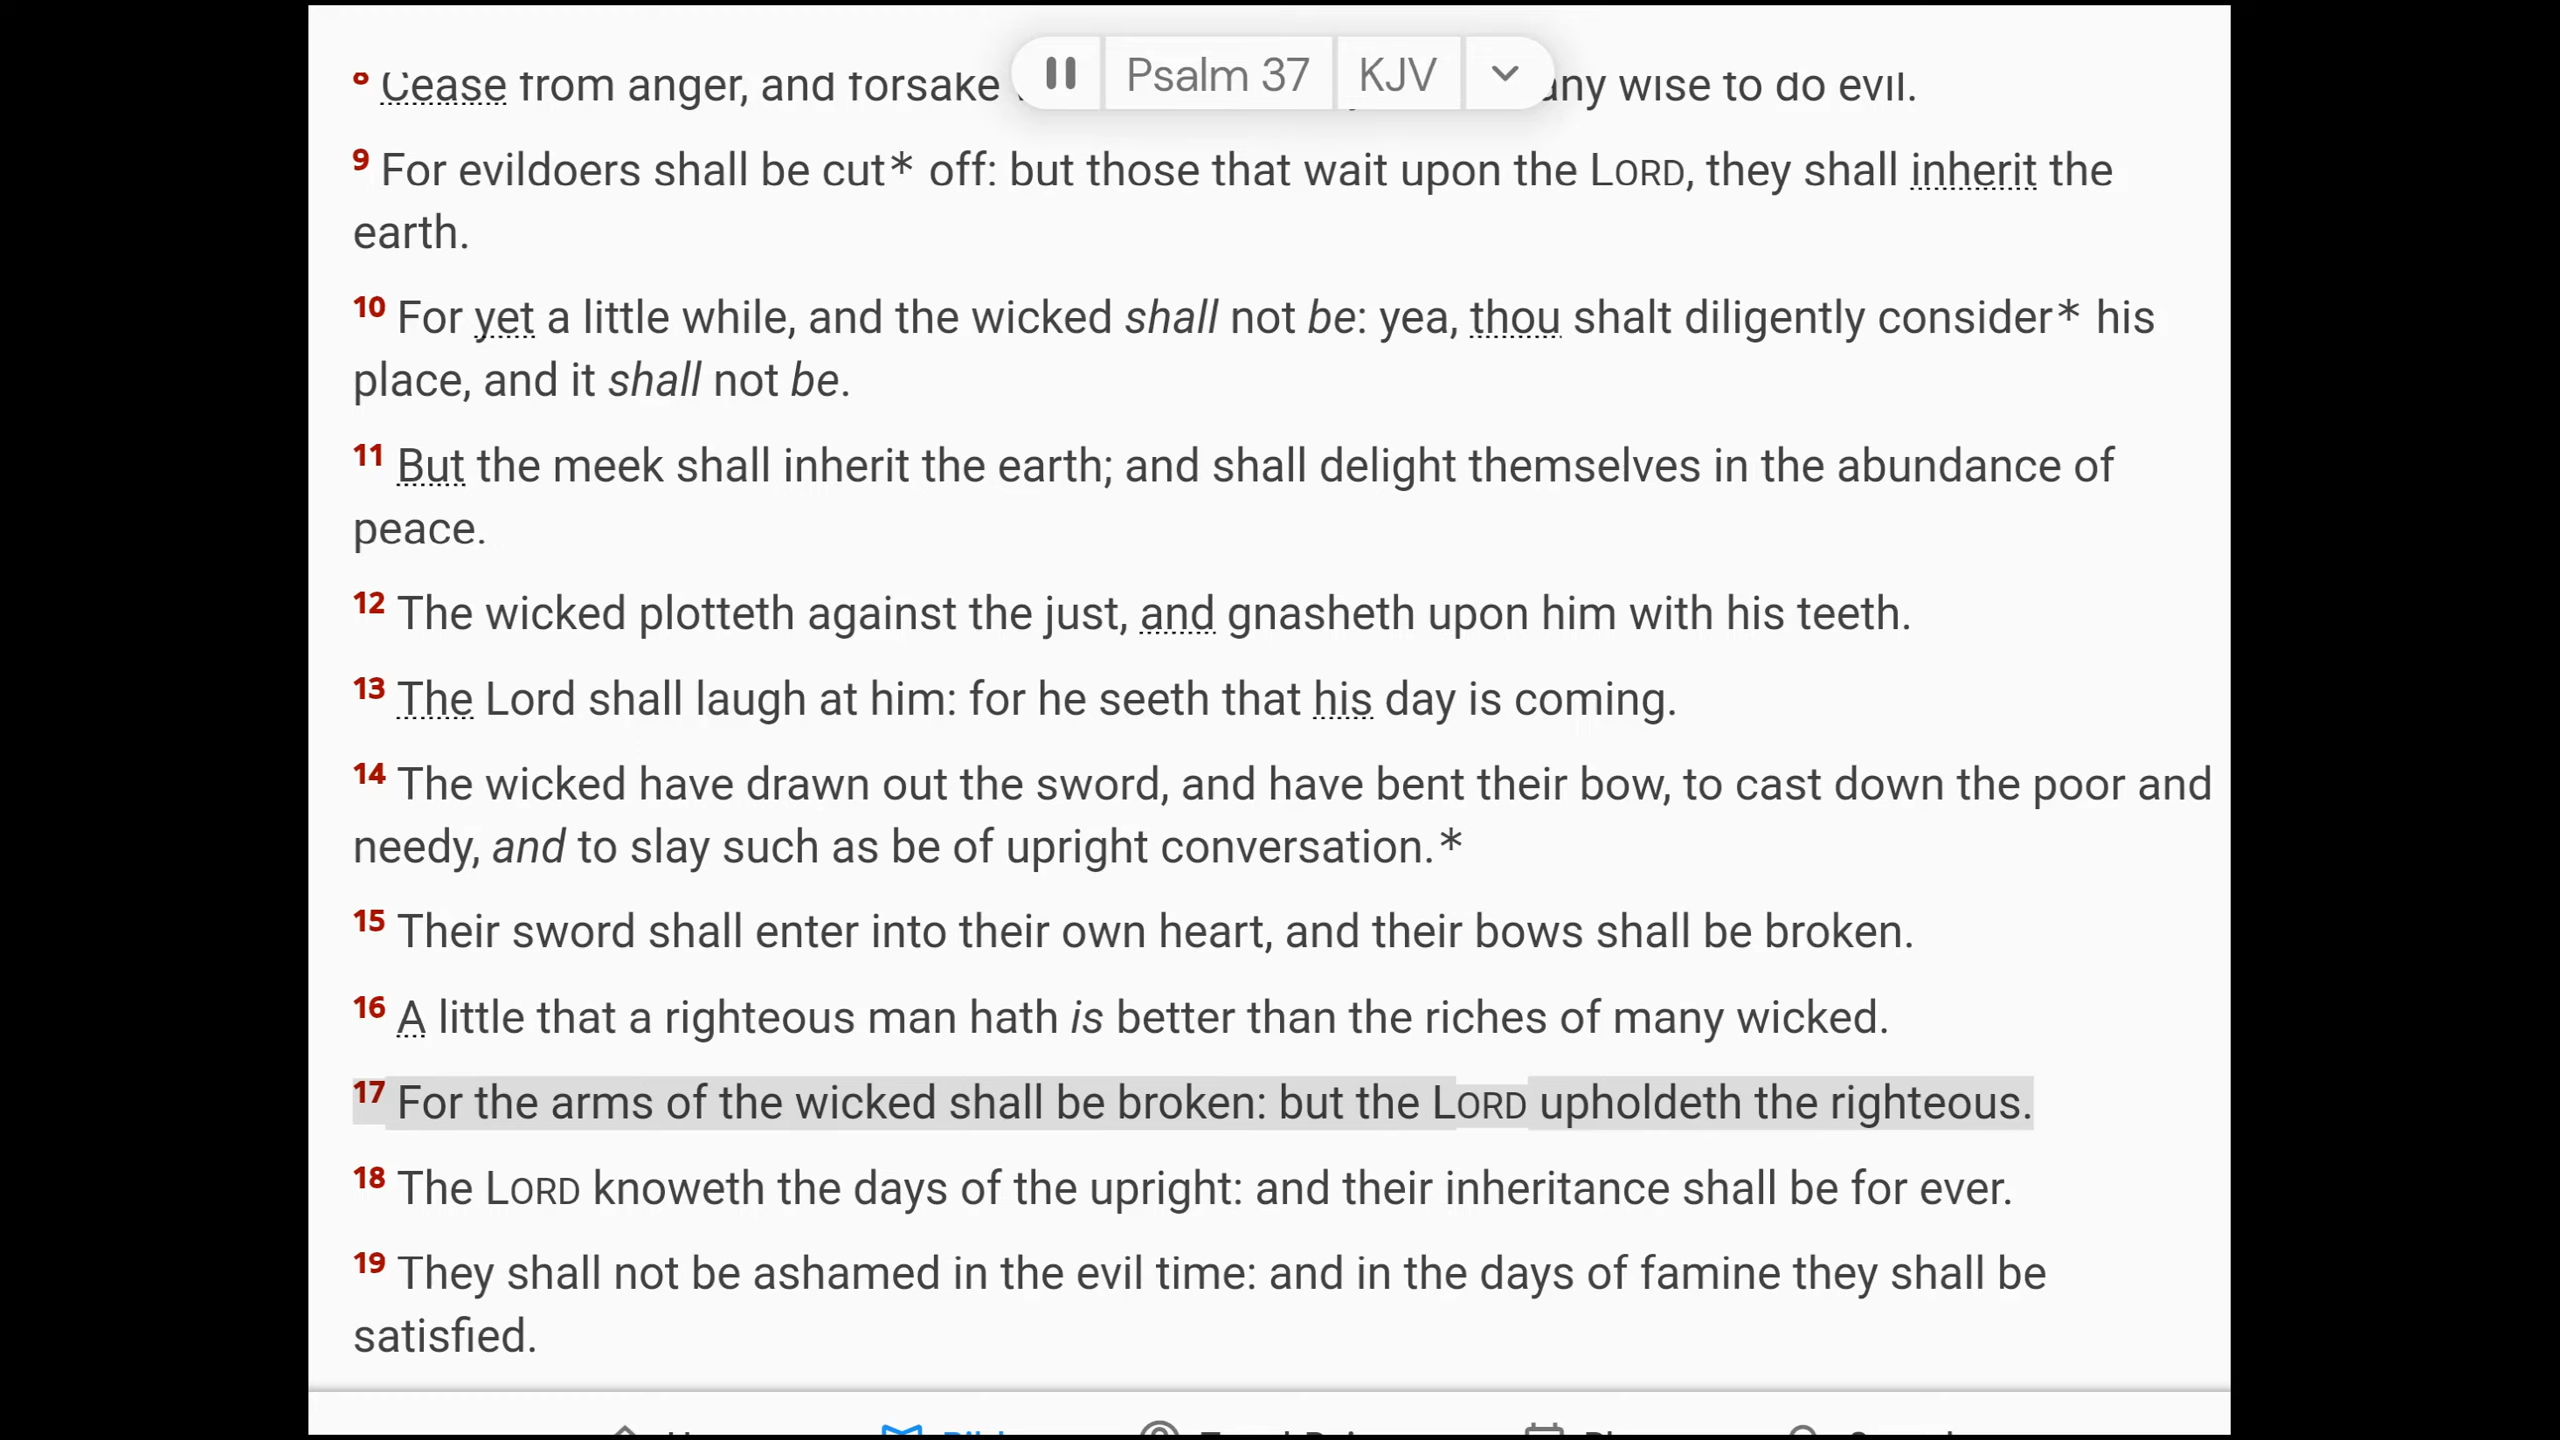 Psalm 37 KJV
8 Cease from anger, and forsake any wise to do evil.
9 For evildoers shall be cut* off: but those that wait upon the LORD, they shall inherit the
earth.
10 For yet a little while, and the wicked shall not be: yea, thou shalt diligently consider* his
place, and it shall not be.
11 But the meek shall inherit the earth; and shall delight themselves in the abundance of
peace.
12 The wicked plotteth against the just, and gnasheth upon him with his teeth.
13 The Lord shall laugh at him: for he seeth that his day is coming.
14 The wicked have drawn out the sword, and have bent their bow, to cast down the poor and
needy, and to slay such as be of upright conversation.*
15 Their sword shall enter into their own heart, and their bows shall be broken.
16 A little that a righteous man hath is better than the riches of many wicked.
17 For the arms of the wicked shall be broken: but the LORD upholdeth the righteous.
18 The LORD knoweth the days of the upright: and their inheritance shall be for ever.
19 They shall not be ashamed in the evil time: and in the days of famine they shall be
satisfied.